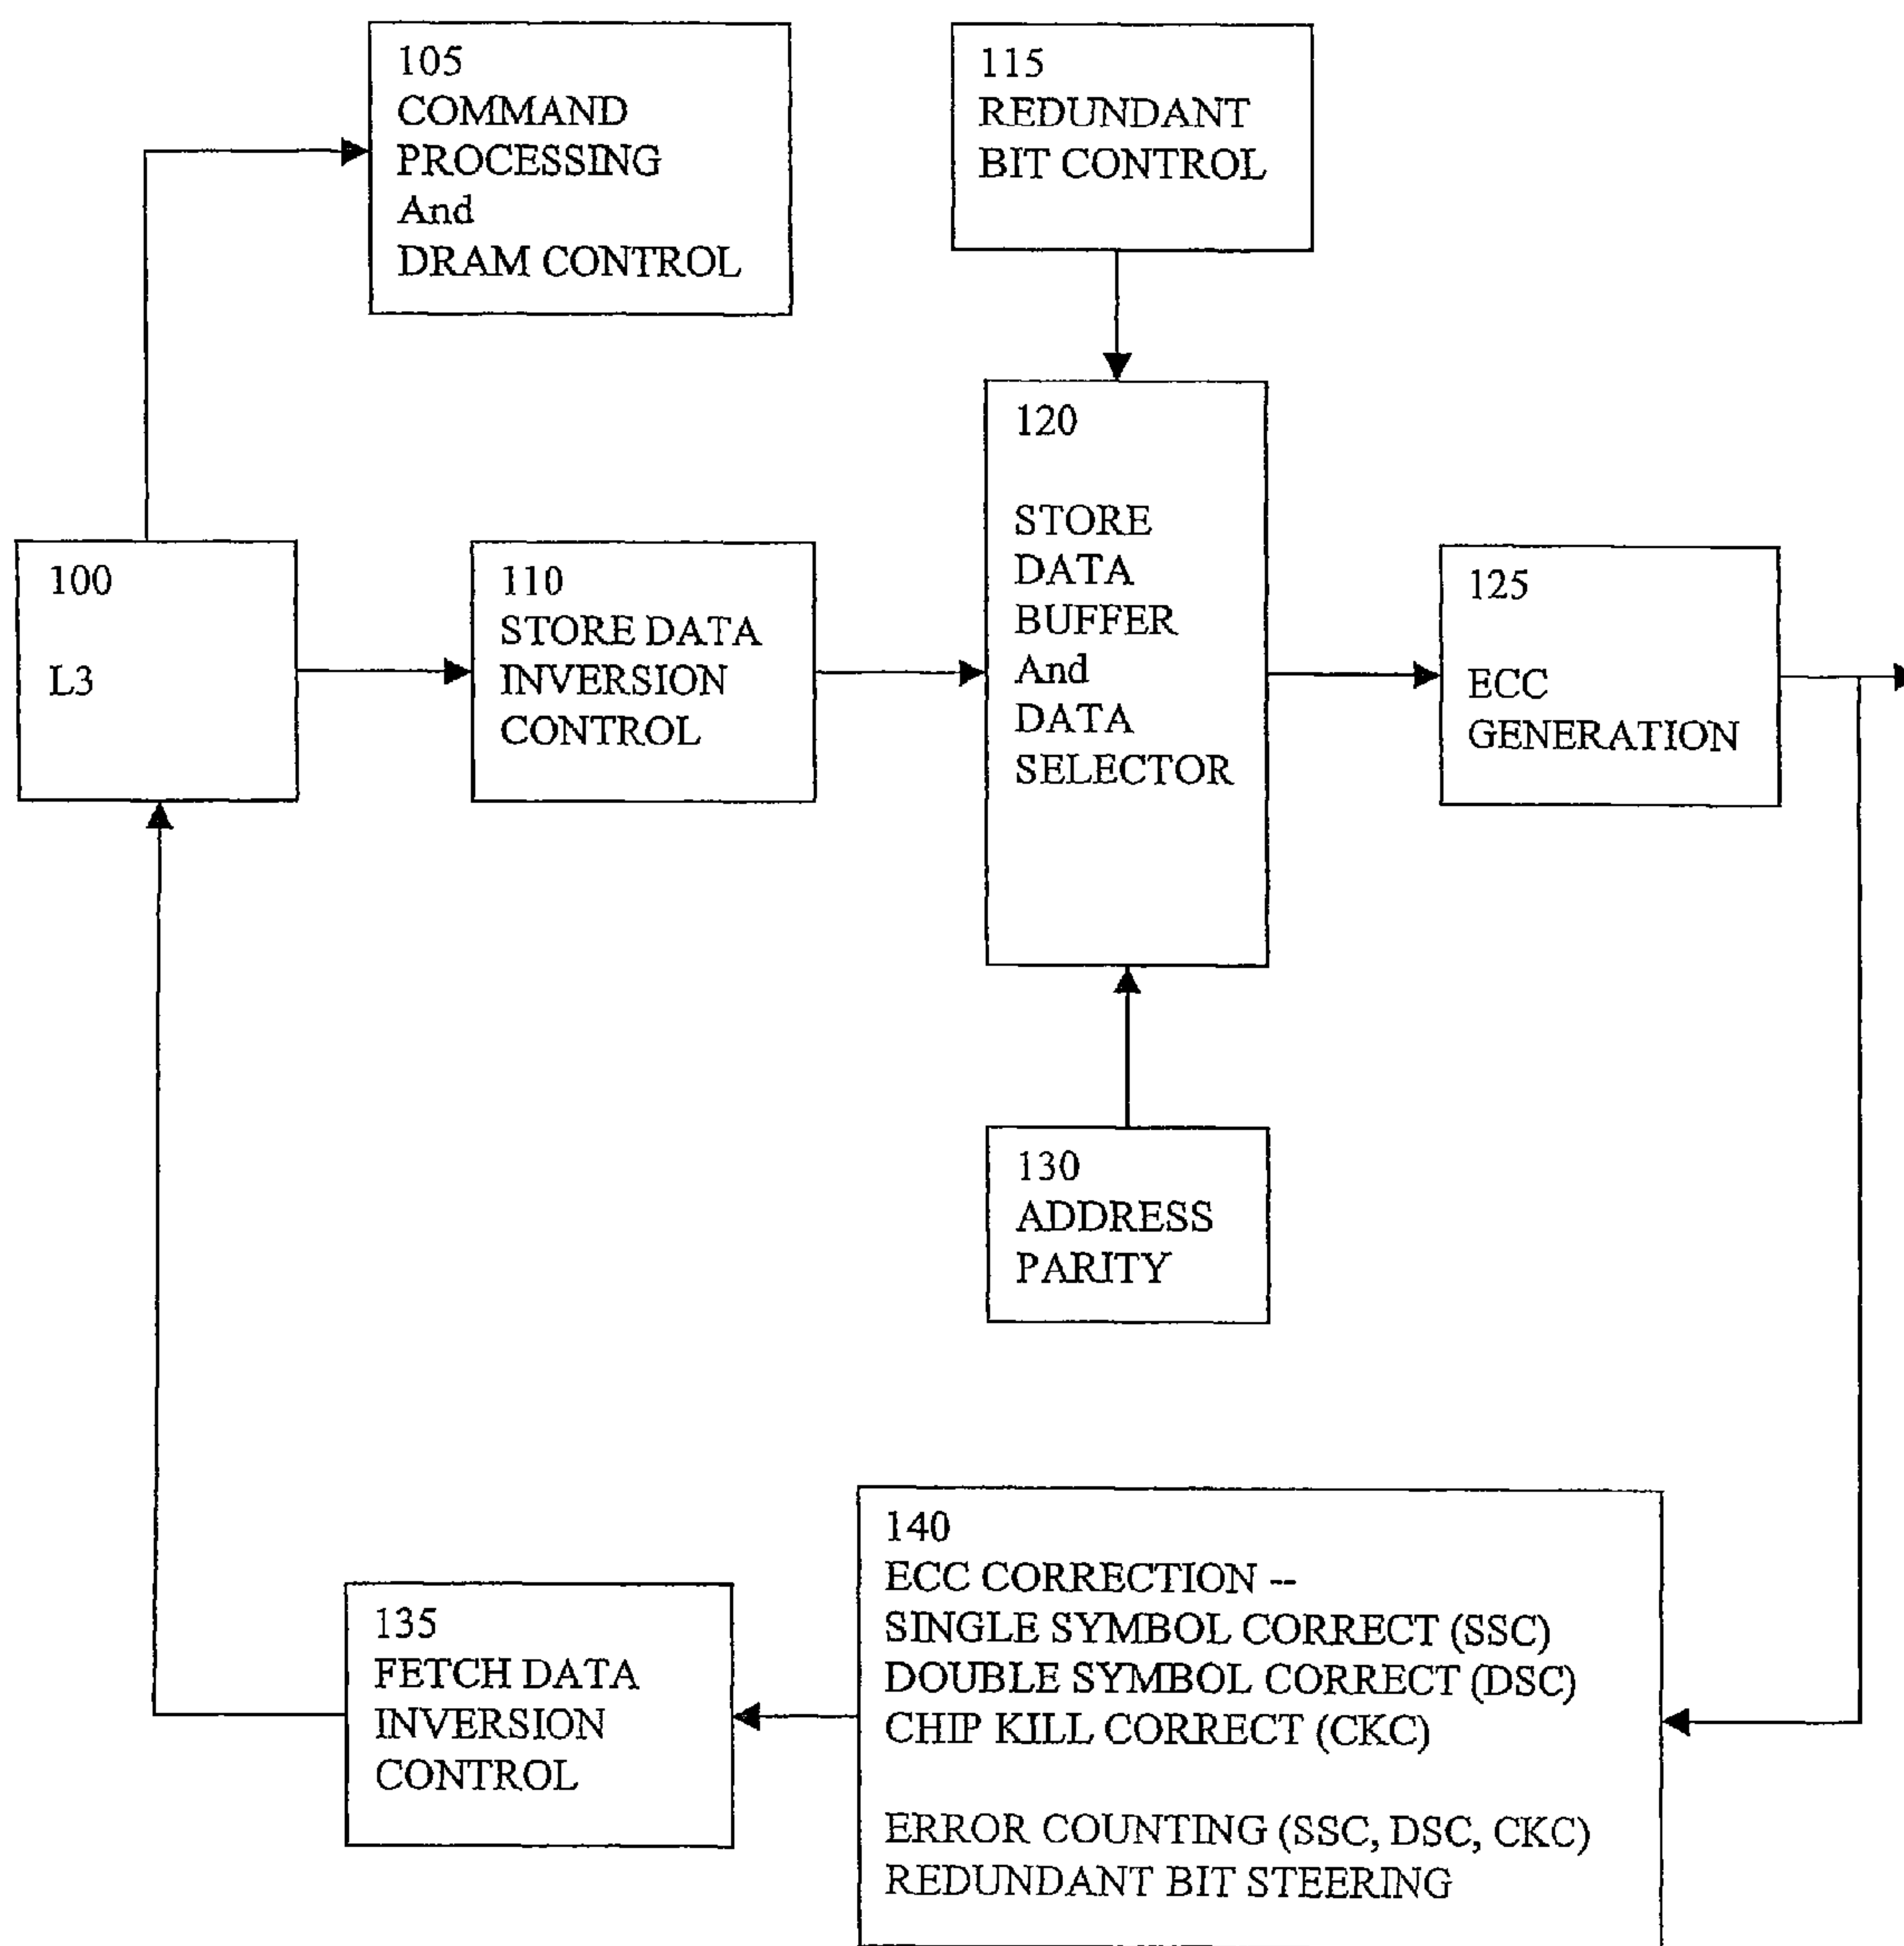 105
COMMAND
PROCESSING
And
DRAM CONTROL
115
REDUNDANT
BIT CONTROL
100
L3
110
STORE DATA
INVERSION
CONTROL
120
STORE
DATA
BUFFER
And
DATA
SELECTOR
125
ECC
GENERATION
130
ADDRESS
PARITY
135
FETCH DATA
INVERSION
CONTROL
140
ECC CORRECTION --
SINGLE SYMBOL CORRECT (SSC)
DOUBLE SYMBOL CORRECT (DSC)
CHIP KILL CORRECT (CKC)
ERROR COUNTING (SSC, DSC, CKC)
REDUNDANT BIT STEERING